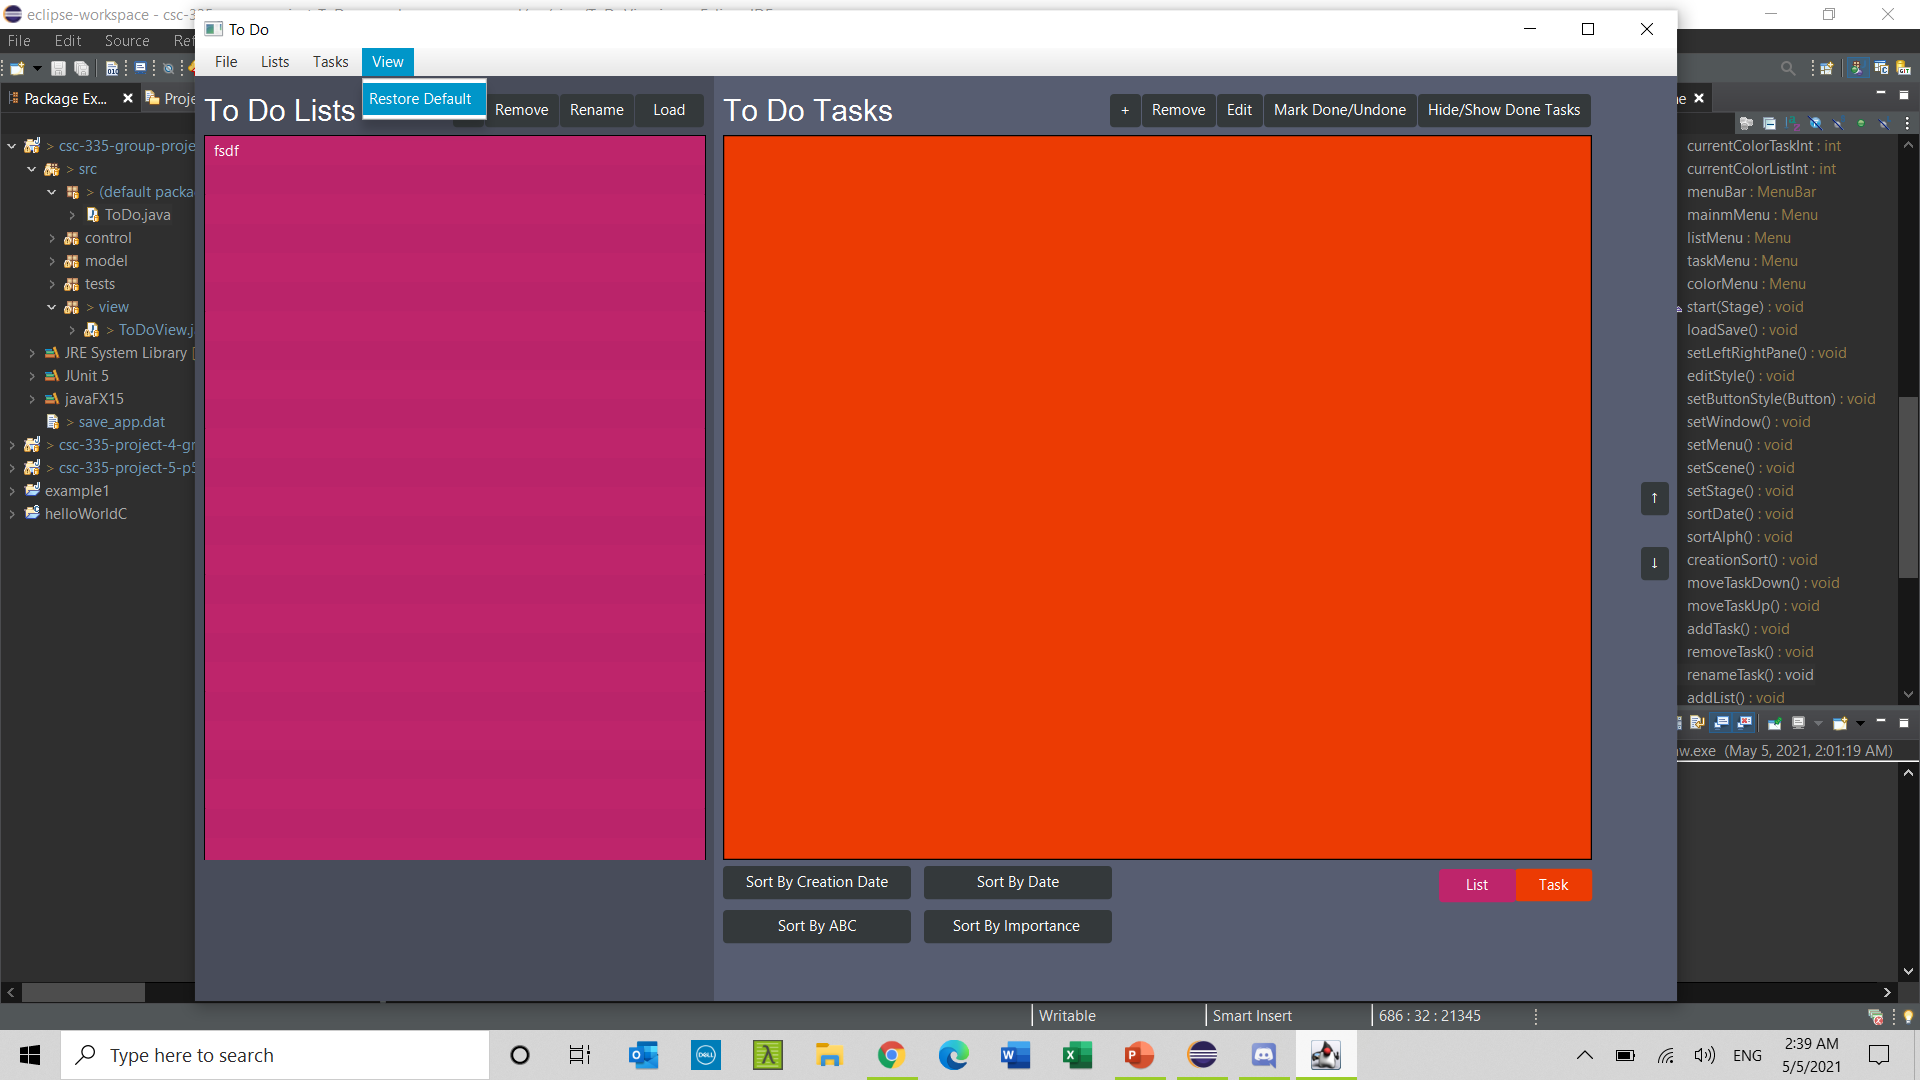 eclipse-workspace - csc-
To Do
File Edit Source Ref
File Lists Tasks View
Restore Default
Package Ex...
Proje
To Do Lists
Remove Rename Load
To Do Tasks
+ Remove Edit Mark Done/Undone Hide/Show Done Tasks
fsdf
> csc-335-group-proje
> src
> (default packa
ToDo.java
control
model
tests
> view
> ToDoView.j
JRE System Library [
JUnit 5
javaFX15
> save_app.dat
> csc-335-project-4-gr
> csc-335-project-5-p5
example1
helloWorldC
↑
↓
currentColorTaskInt : int
currentColorListInt : int
menuBar : MenuBar
mainmMenu : Menu
listMenu : Menu
taskMenu : Menu
colorMenu : Menu
start(Stage) : void
loadSave() : void
setLeftRightPane() : void
editStyle() : void
setButtonStyle(Button) : void
setWindow() : void
setMenu() : void
setScene() : void
setStage() : void
sortDate() : void
sortAlph() : void
creationSort() : void
moveTaskDown() : void
moveTaskUp() : void
addTask() : void
removeTask() : void
renameTask() : void
addList() : void
w.exe (May 5, 2021, 2:01:19 AM)
Sort By Creation Date Sort By Date
List Task
Sort By ABC Sort By Importance
Writable Smart Insert 686 : 32 : 21345
Type here to search
ENG
2:39 AM
5/5/2021